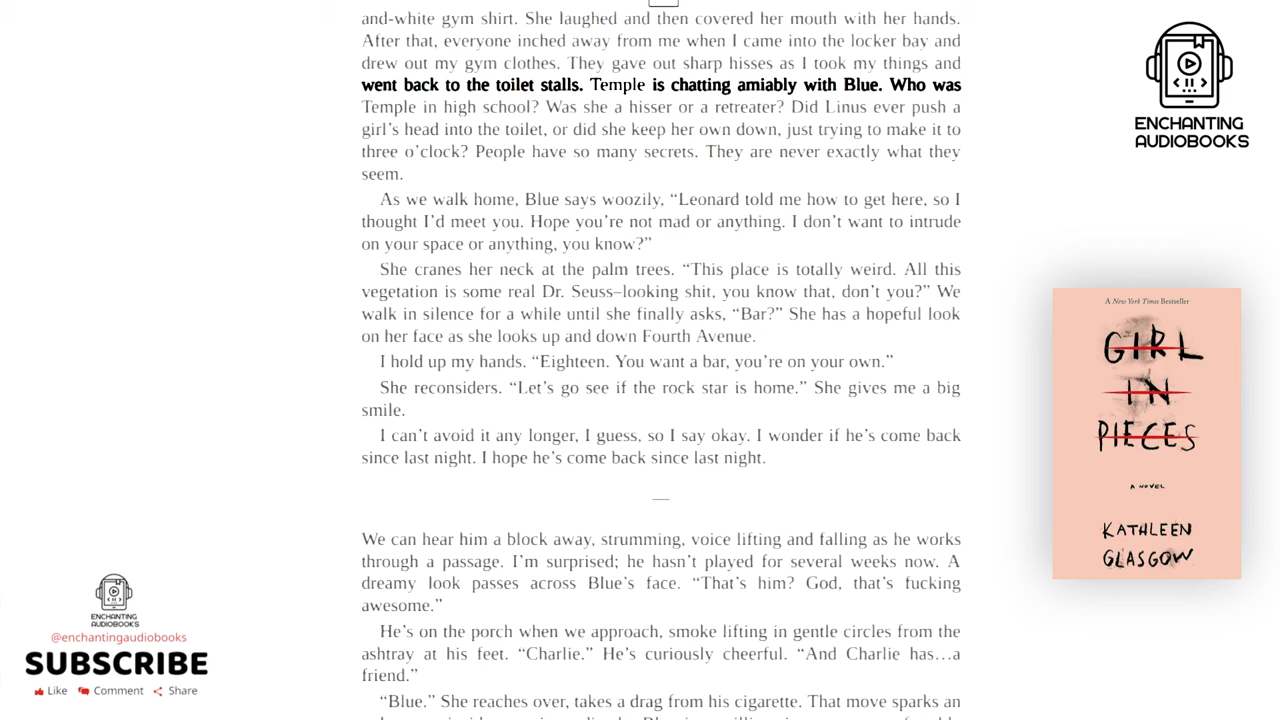 and-white gym shirt. She laughed and then covered her mouth with her hands.
After that, everyone inched away from me when I came into the locker bay and
drew out my gym clothes. They gave out sharp hisses as I took my things and
went back to the toilet stalls. Temple is chatting amiably with Blue. Who was
Temple in high school? Was she a hisser or a retreater? Did Linus ever push a
girl’s head into the toilet, or did she keep her own down, just trying to make it to
three o’clock? People have so many secrets. They are never exactly what they
seem.
As we walk home, Blue says woozily, “Leonard told me how to get here, so I
thought I’d meet you. Hope you’re not mad or anything. I don’t want to intrude
on your space or anything, you know?”
She cranes her neck at the palm trees. “This place is totally weird. All this
vegetation is some real Dr. Seuss–looking shit, you know that, don’t you?” We
walk in silence for a while until she finally asks, “Bar?” She has a hopeful look
on her face as she looks up and down Fourth Avenue.
I hold up my hands. “Eighteen. You want a bar, you’re on your own.”
She reconsiders. “Let’s go see if the rock star is home.” She gives me a big
smile.
I can’t avoid it any longer, I guess, so I say okay. I wonder if he’s come back
since last night. I hope he’s come back since last night.
—
We can hear him a block away, strumming, voice lifting and falling as he works
through a passage. I’m surprised; he hasn’t played for several weeks now. A
dreamy look passes across Blue’s face. “That’s him? God, that’s fucking
awesome.”
He’s on the porch when we approach, smoke lifting in gentle circles from the
ashtray at his feet. “Charlie.” He’s curiously cheerful. “And Charlie has…a
friend.”
“Blue.” She reaches over, takes a drag from his cigarette. That move sparks an
ENCHANTING
AUDIOBOOKS
A New York Times Bestseller
GIRL
IN
PIECES
A NOVEL
KATHLEEN
GLASGOW
ENCHANTING
AUDIOBOOKS
@enchantingaudiobooks
SUBSCRIBE
Like Comment Share